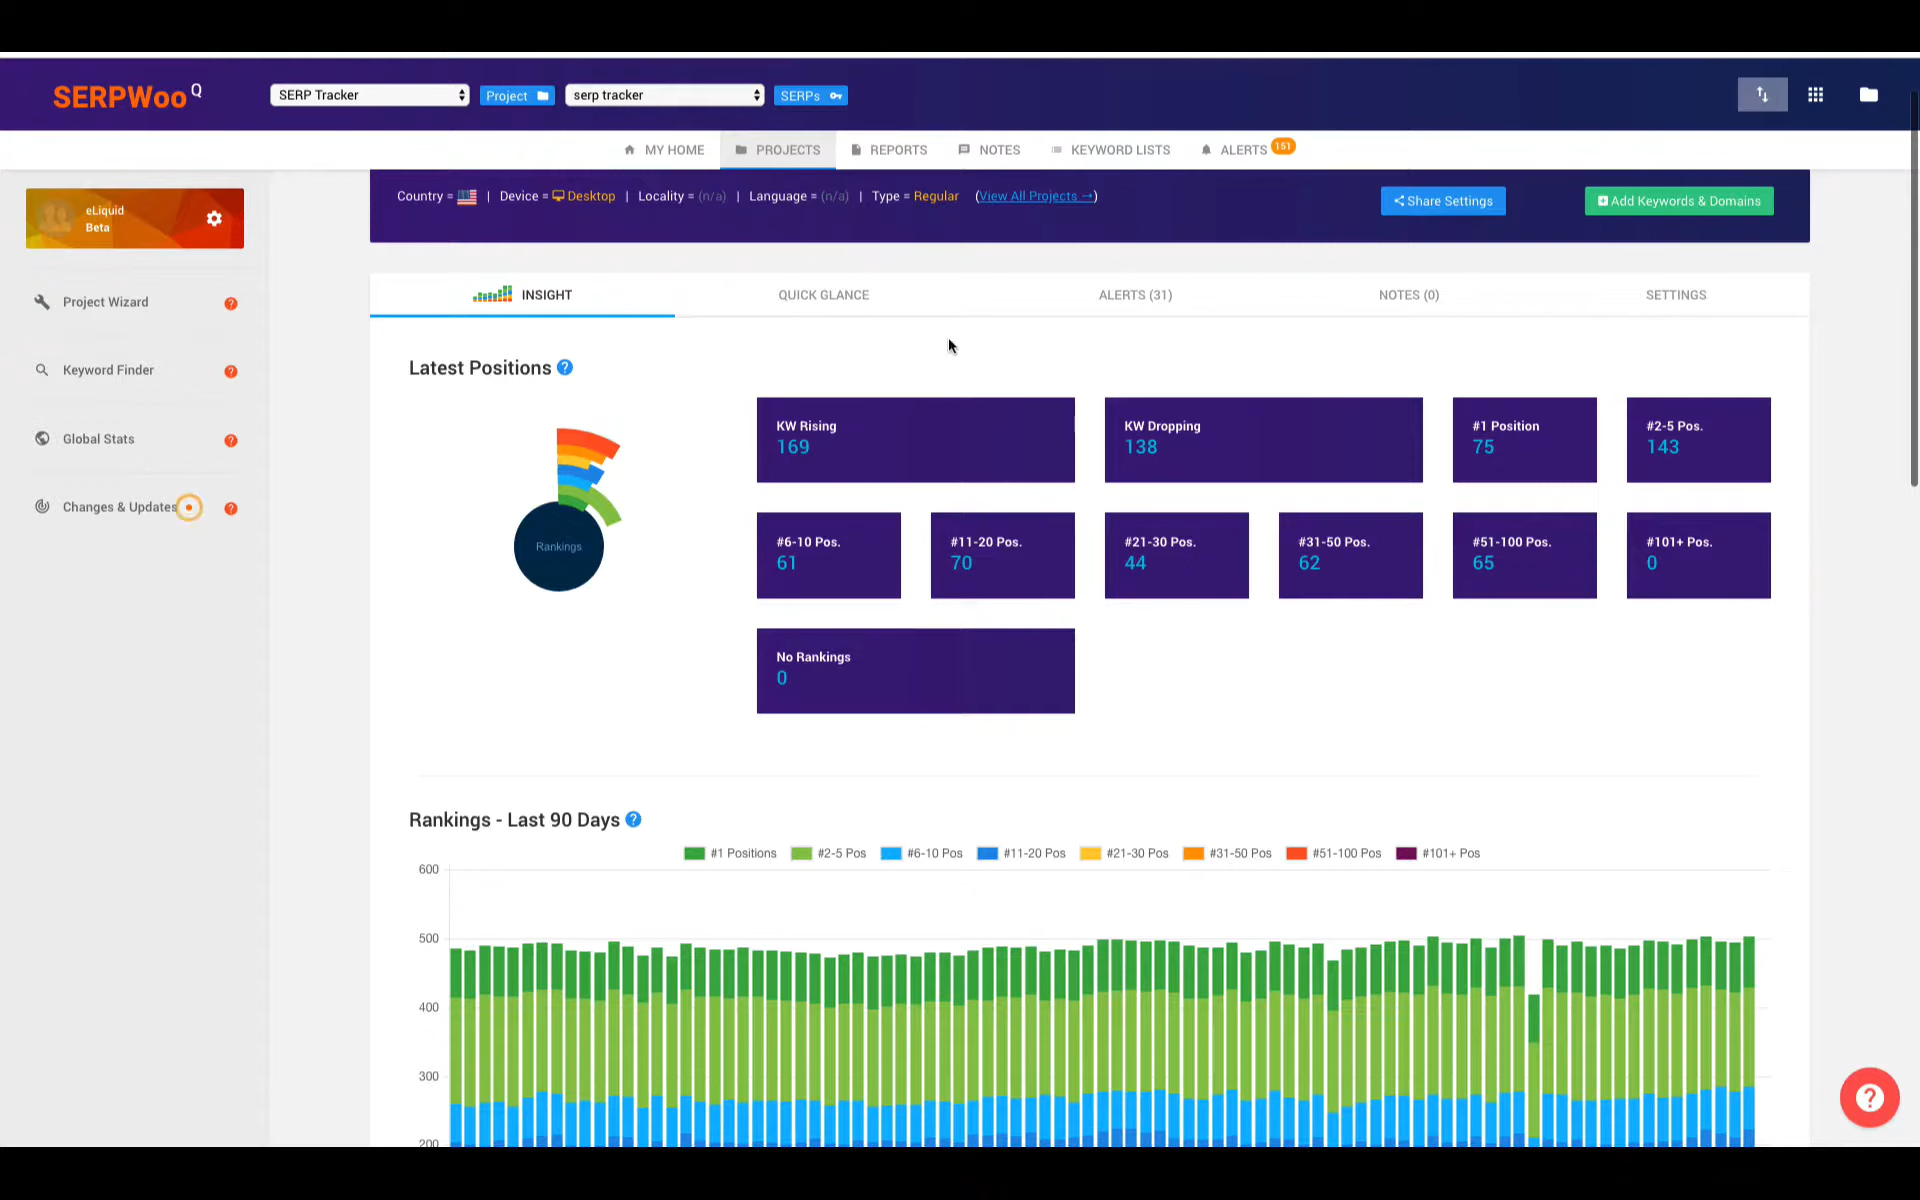 SERPWoo Q
SERP Tracker
Project
serp tracker
SERPs
MY HOME
PROJECTS
REPORTS
NOTES
KEYWORD LISTS
ALERTS 151
eLiquid
Beta
Project Wizard ?
Keyword Finder ?
Global Stats ?
Changes & Updates ?
Country = | Device = Desktop | Locality = (n/a) | Language = (n/a) | Type = Regular (View All Projects →)
Share Settings
Add Keywords & Domains
INSIGHT
QUICK GLANCE
ALERTS (31)
NOTES (0)
SETTINGS
Latest Positions ?
Rankings
KW Rising
169
KW Dropping
138
#1 Position
75
#2-5 Pos.
143
#6-10 Pos.
61
#11-20 Pos.
70
#21-30 Pos.
44
#31-50 Pos.
62
#51-100 Pos.
65
#101+ Pos.
0
No Rankings
0
Rankings - Last 90 Days ?
#1 Positions
#2-5 Pos
#6-10 Pos
#11-20 Pos
#21-30 Pos
#31-50 Pos
#51-100 Pos
#101+ Pos
600
500
400
300
200
?